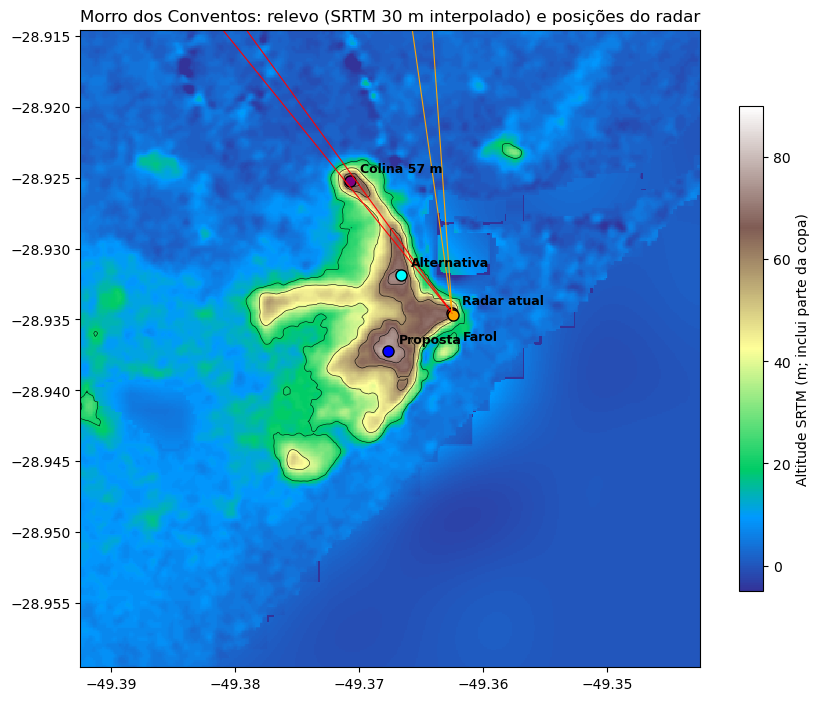 Morro dos Conventos: relevo (SRTM 30 m interpolado) e posições do radar
−28.915
−28.920
−28.925
−28.930
−28.935
−28.940
−28.945
−28.950
−28.955
Colina 57 m
Alternativa
Radar atual
Farol
Proposta
−49.39
−49.38
−49.37
−49.36
−49.35
80
60
40
20
0
Altitude SRTM (m; inclui parte da copa)